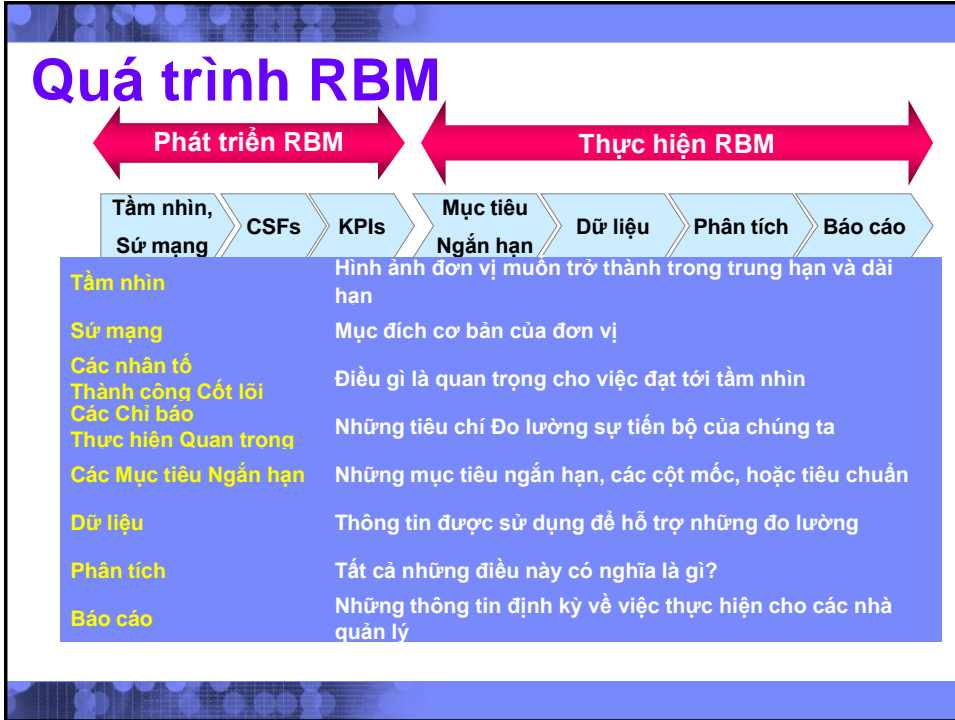 Quá trình RBM
Phát triển RBM
Thực hiện RBM
Tầm nhìn,
Sứ mạng
CSFs
KPIs
Mục tiêu
Ngắn hạn
Dữ liệu
Phân tích
Báo cáo
Tầm nhìn
Hình ảnh đơn vị muốn trở thành trong trung hạn và dài
hạn
Sứ mạng
Mục đích cơ bản của đơn vị
Các nhân tố
Thành công Cốt lõi
Điều gì là quan trọng cho việc đạt tới tầm nhìn
Các Chỉ báo
Thực hiện Quan trọng
Những tiêu chí Đo lường sự tiến bộ của chúng ta
Các Mục tiêu Ngắn hạn
Những mục tiêu ngắn hạn, các cột mốc, hoặc tiêu chuẩn
Dữ liệu
Thông tin được sử dụng để hỗ trợ những đo lường
Phân tích
Tất cả những điều này có nghĩa là gì?
Báo cáo
Những thông tin định kỳ về việc thực hiện cho các nhà
quản lý